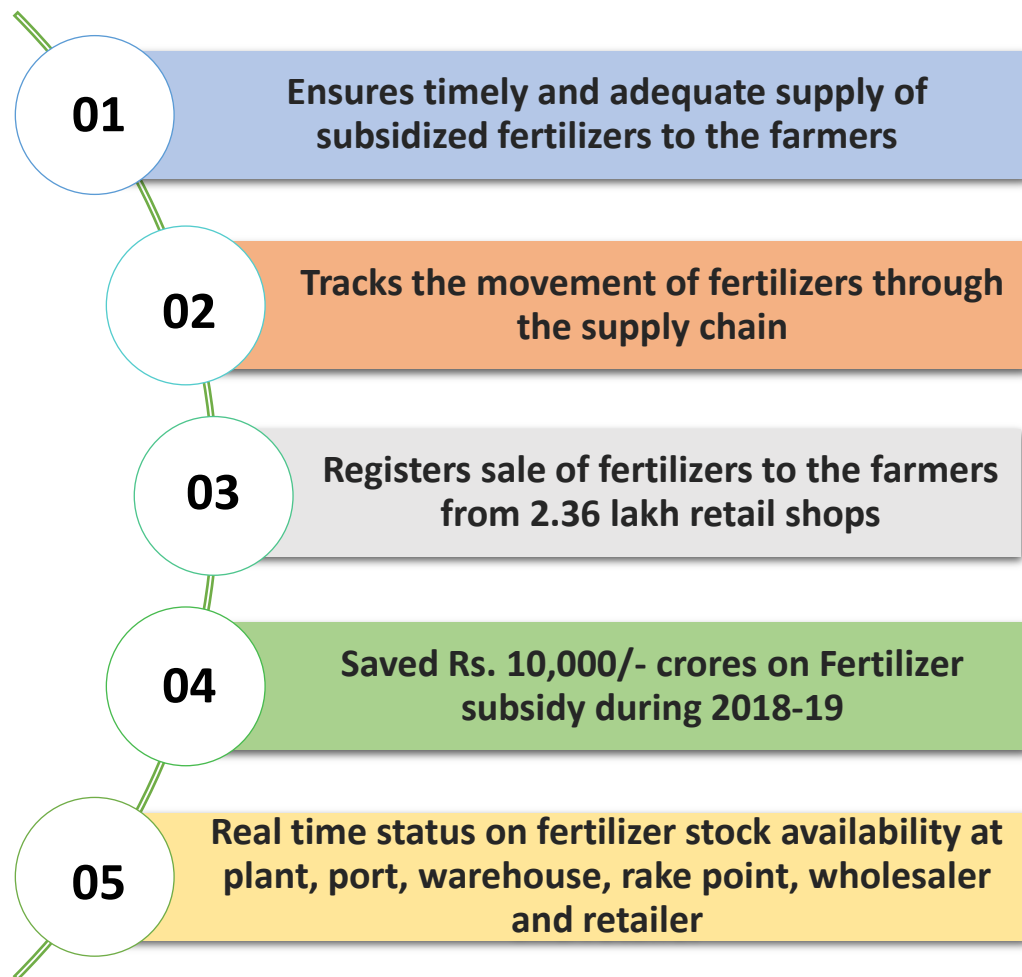 01
Ensures timely and adequate supply of
subsidized fertilizers to the farmers
02
Tracks the movement of fertilizers through
the supply chain
03
Registers sale of fertilizers to the farmers
from 2.36 lakh retail shops
04
Saved Rs. 10,000/- crores on Fertilizer
subsidy during 2018-19
05
Real time status on fertilizer stock availability at
plant, port, warehouse, rake point, wholesaler
and retailer